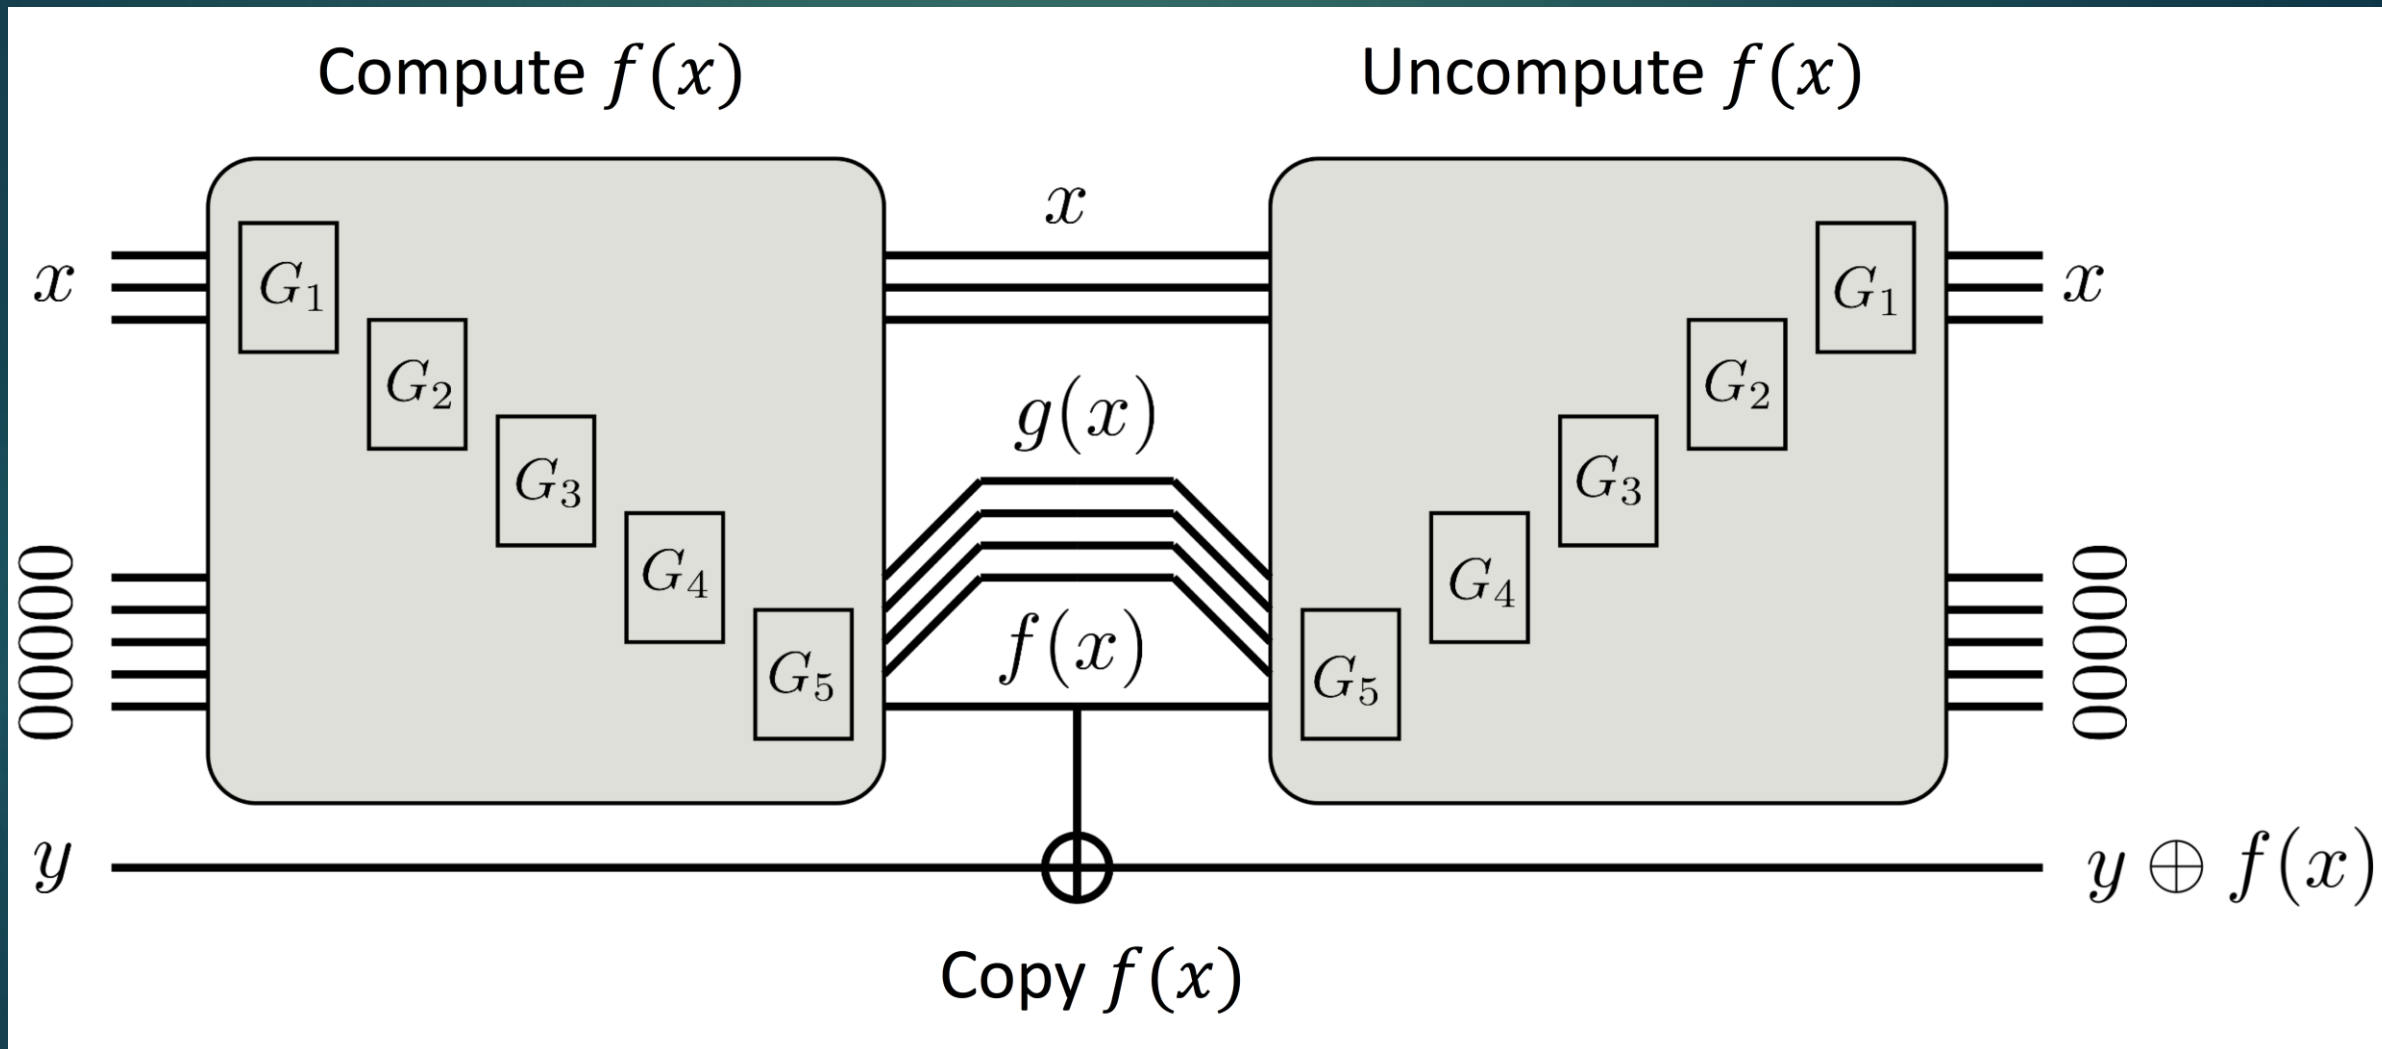 Compute f(x)
Uncompute f(x)
x
x
x
G₁
G₁
G₂
G₂
g(x)
G₃
G₃
G₄
G₄
00000
00000
f(x)
G₅
G₅
y
y ⊕ f(x)
Copy f(x)